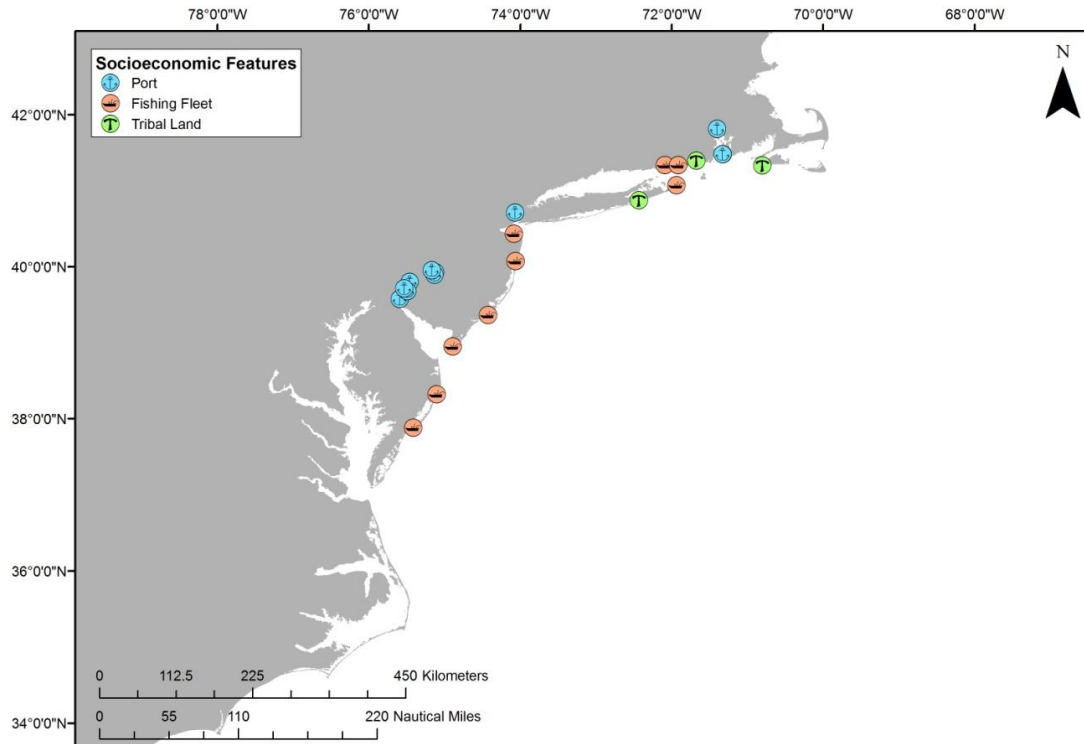 78°0'0"W 76°0'0"W 74°0'0"W 72°0'0"W 70°0'0"W 68°0'0"W
Socioeconomic Features
Port
Fishing Fleet
Tribal Land
N
42°0'0"N
40°0'0"N
38°0'0"N
36°0'0"N
34°0'0"N
0 112.5 225 450 Kilometers
0 55 110 220 Nautical Miles